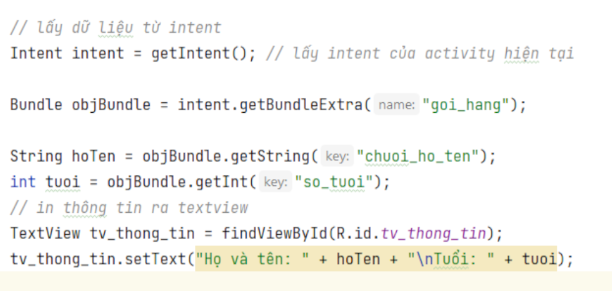 // lấy dữ liệu từ intent
Intent intent = getIntent(); // lấy intent của activity hiện tại
Bundle objBundle = intent.getBundleExtra( name: "goi_hang");
String hoTen = objBundle.getString( key: "chuoi_ho_ten");
int tuoi = objBundle.getInt( key: "so_tuoi");
// in thông tin ra textview
TextView tv_thong_tin = findViewById(R.id.tv_thong_tin);
tv_thong_tin.setText("Họ và tên: " + hoTen + "\nTuổi: " + tuoi);